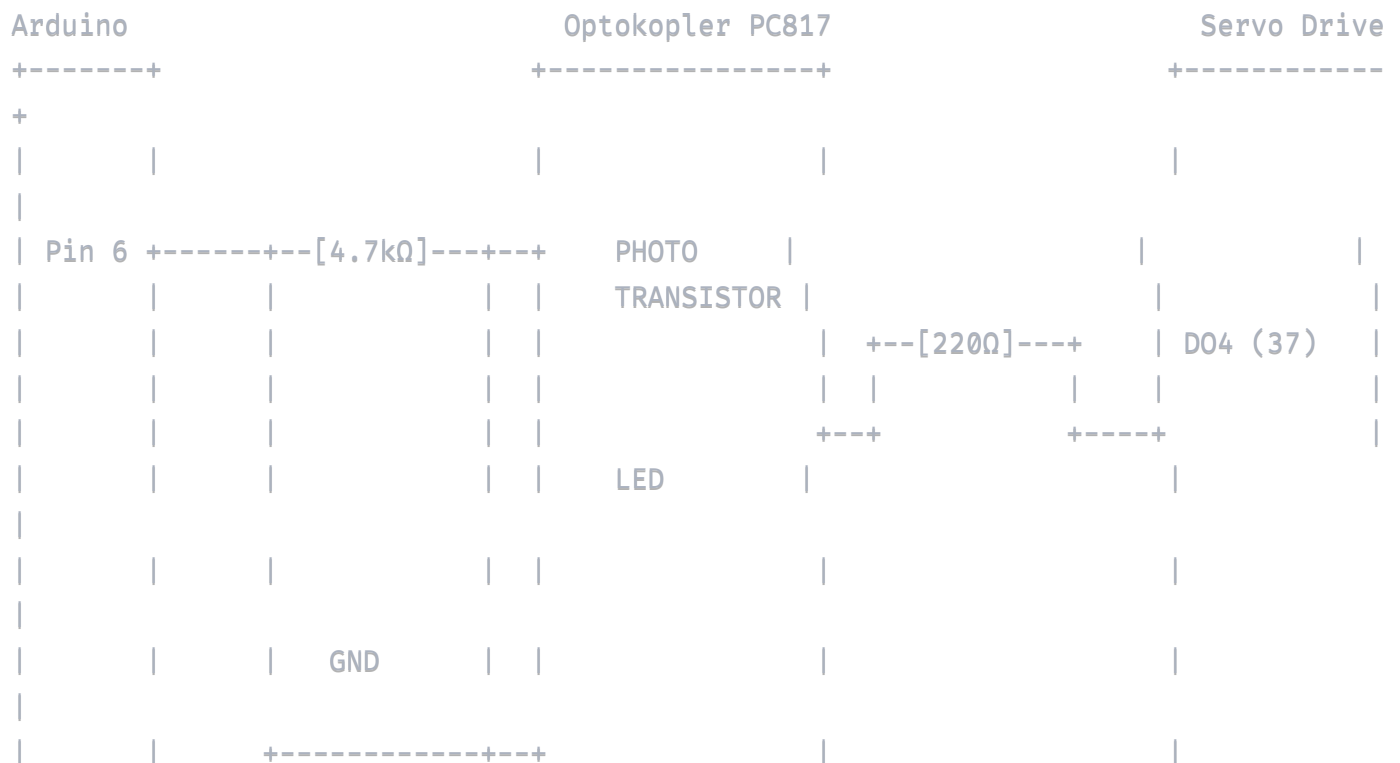 Arduino                                                    Optokopler PC817                                            Servo Drive
+-------+                                             +----------------+                                         +------------
+
|               |                                              |                                  |                                          |
|
| Pin 6 +------+--[4.7kΩ]---+--+    PHOTO     |                    |            |
|       |      |            |  |    TRANSISTOR |                    |            |
|       |      |            |  |                |  +--[220Ω]---+    | DO4 (37)   |
|       |      |            |  |                |  |           |    |            |
|       |      |            |  |                +--+           +----+            |
|       |      |            |  |    LED        |                     |
|
|       |      |            |  |                |                    |
|
|       |      |   GND      |  |                |                    |
|
|       |      +------------+--+                |                    |